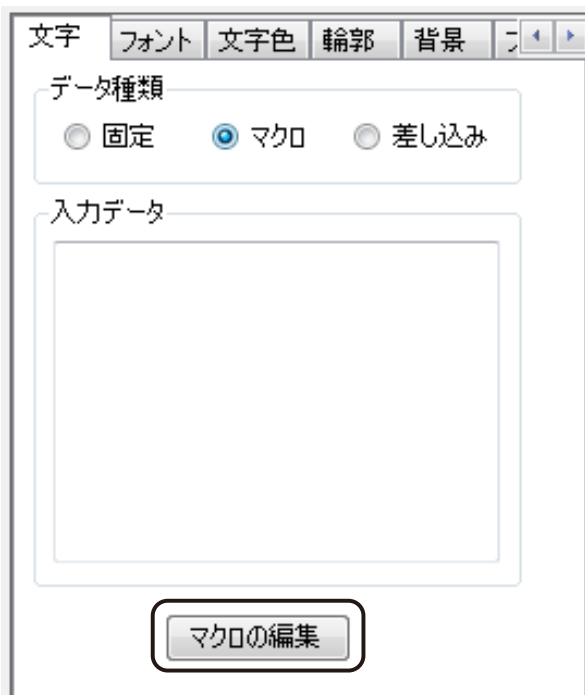 文字 フォント 文字色 輪郭 背景
データ種類
固定 マクロ 差し込み
入力データ
マクロの編集